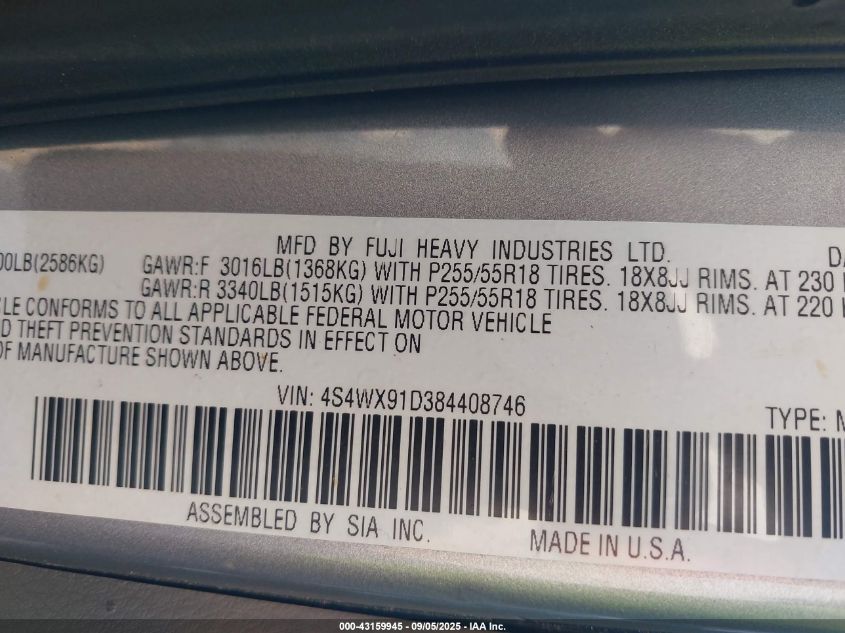 MFD BY FUJI HEAVY INDUSTRIES LTD.
00LB(2586KG) GAWR:F 3016LB(1368KG) WITH P255/55R18 TIRES. 18X8JJ RIMS. AT 230
GAWR:R 3340LB(1515KG) WITH P255/55R18 TIRES. 18X8JJ RIMS. AT 220
CONFORMS TO ALL APPLICABLE FEDERAL MOTOR VEHICLE
THEFT PREVENTION STANDARDS IN EFFECT ON
OF MANUFACTURE SHOWN ABOVE.
VIN: 4S4WX91D384408746
TYPE:
ASSEMBLED BY SIA INC.
MADE IN U.S.A.
000-43159945 - 09/05/2025 - IAA Inc.